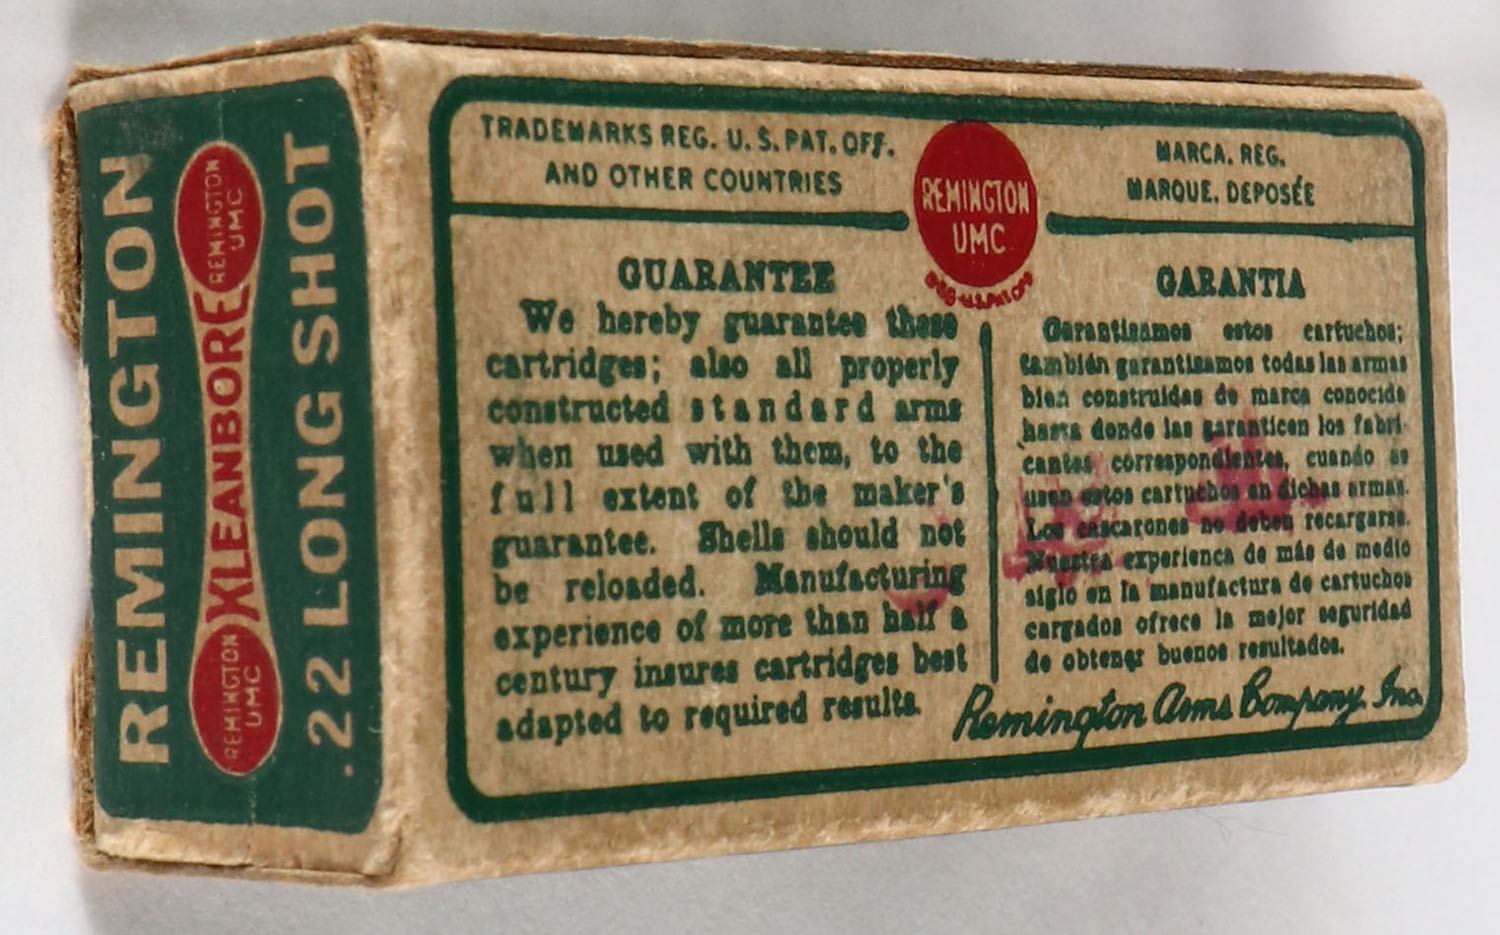 REMINGTON
REMINGTON
UMC
KLEANBORE
REMINGTON
UMC
.22 LONG SHOT
TRADEMARKS REG. U. S. PAT. OFF.
AND OTHER COUNTRIES
REMINGTON
UMC
REG. U.S. PAT. OFF.
MARCA. REG.
MARQUE. DEPOSÉE
GUARANTEE
We hereby guarantee these
cartridges; also all properly
constructed standard arms
when used with them, to the
full extent of the maker's
guarantee. Shells should not
be reloaded. Manufacturing
experience of more than half a
century insures cartridges best
adapted to required results.
GARANTIA
Garantisamos estos cartuchos;
también garantisamos todas las armas
bien construidas de marca conocida
hasta donde las garanticen los fabri-
cantes correspondientes, cuando se
usen estos cartuchos en dichas armas.
Los cascarones no deben recargarse.
Nuestra experienca de más de medio
siglo en la manufactura de cartuchos
cargados ofrece la mejor seguridad
de obtener buenos resultados.
Remington Arms Company, Inc.